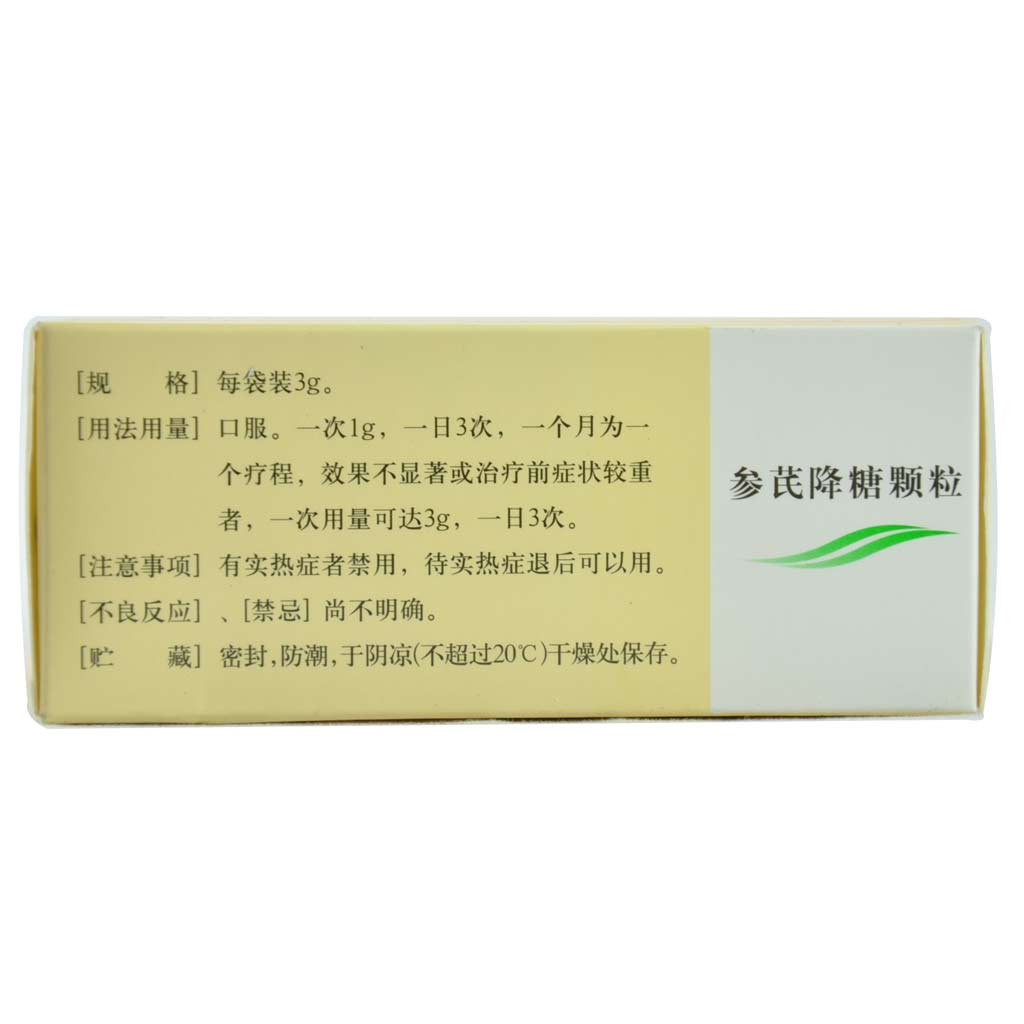 [规 格] 每袋装3g。
[用法用量] 口服。一次1g，一日3次，一个月为一
个疗程，效果不显著或治疗前症状较重
者，一次用量可达3g，一日3次。
[注意事项] 有实热症者禁用，待实热症退后可以用。
[不良反应]、[禁忌] 尚不明确。
[贮 藏] 密封,防潮,于阴凉(不超过20℃)干燥处保存。
参芪降糖颗粒